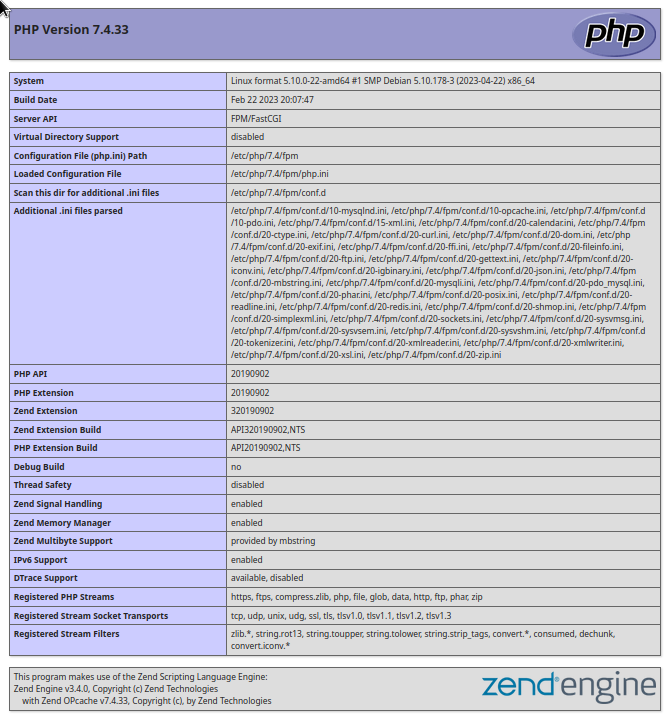 PHP Version 7.4.33
php
System Linux format 5.10.0-22-amd64 #1 SMP Debian 5.10.178-3 (2023-04-22) x86_64
Build Date Feb 22 2023 20:07:47
Server API FPM/FastCGI
Virtual Directory Support disabled
Configuration File (php.ini) Path /etc/php/7.4/fpm
Loaded Configuration File /etc/php/7.4/fpm/php.ini
Scan this dir for additional .ini files /etc/php/7.4/fpm/conf.d
Additional .ini files parsed /etc/php/7.4/fpm/conf.d/10-mysqlnd.ini, /etc/php/7.4/fpm/conf.d/10-opcache.ini, /etc/php/7.4/fpm/conf.d
/10-pdo.ini, /etc/php/7.4/fpm/conf.d/15-xml.ini, /etc/php/7.4/fpm/conf.d/20-calendar.ini, /etc/php/7.4/fpm
/conf.d/20-ctype.ini, /etc/php/7.4/fpm/conf.d/20-curl.ini, /etc/php/7.4/fpm/conf.d/20-dom.ini, /etc/php
/7.4/fpm/conf.d/20-exif.ini, /etc/php/7.4/fpm/conf.d/20-ffi.ini, /etc/php/7.4/fpm/conf.d/20-fileinfo.ini,
/etc/php/7.4/fpm/conf.d/20-ftp.ini, /etc/php/7.4/fpm/conf.d/20-gettext.ini, /etc/php/7.4/fpm/conf.d/20-
iconv.ini, /etc/php/7.4/fpm/conf.d/20-igbinary.ini, /etc/php/7.4/fpm/conf.d/20-json.ini, /etc/php/7.4/fpm
/conf.d/20-mbstring.ini, /etc/php/7.4/fpm/conf.d/20-mysqli.ini, /etc/php/7.4/fpm/conf.d/20-pdo_mysql.ini,
/etc/php/7.4/fpm/conf.d/20-phar.ini, /etc/php/7.4/fpm/conf.d/20-posix.ini, /etc/php/7.4/fpm/conf.d/20-
readline.ini, /etc/php/7.4/fpm/conf.d/20-redis.ini, /etc/php/7.4/fpm/conf.d/20-shmop.ini, /etc/php/7.4/fpm
/conf.d/20-simplexml.ini, /etc/php/7.4/fpm/conf.d/20-sockets.ini, /etc/php/7.4/fpm/conf.d/20-sysvmsg.ini,
/etc/php/7.4/fpm/conf.d/20-sysvsem.ini, /etc/php/7.4/fpm/conf.d/20-sysvshm.ini, /etc/php/7.4/fpm/conf.d
/20-tokenizer.ini, /etc/php/7.4/fpm/conf.d/20-xmlreader.ini, /etc/php/7.4/fpm/conf.d/20-xmlwriter.ini,
/etc/php/7.4/fpm/conf.d/20-xsl.ini, /etc/php/7.4/fpm/conf.d/20-zip.ini
PHP API 20190902
PHP Extension 20190902
Zend Extension 320190902
Zend Extension Build API320190902,NTS
PHP Extension Build API20190902,NTS
Debug Build no
Thread Safety disabled
Zend Signal Handling enabled
Zend Memory Manager enabled
Zend Multibyte Support provided by mbstring
IPv6 Support enabled
DTrace Support available, disabled
Registered PHP Streams https, ftps, compress.zlib, php, file, glob, data, http, ftp, phar, zip
Registered Stream Socket Transports tcp, udp, unix, udg, ssl, tls, tlsv1.0, tlsv1.1, tlsv1.2, tlsv1.3
Registered Stream Filters zlib.*, string.rot13, string.toupper, string.tolower, string.strip_tags, convert.*, consumed, dechunk,
convert.iconv.*
This program makes use of the Zend Scripting Language Engine:
Zend Engine v3.4.0, Copyright (c) Zend Technologies
with Zend OPcache v7.4.33, Copyright (c), by Zend Technologies
zend engine